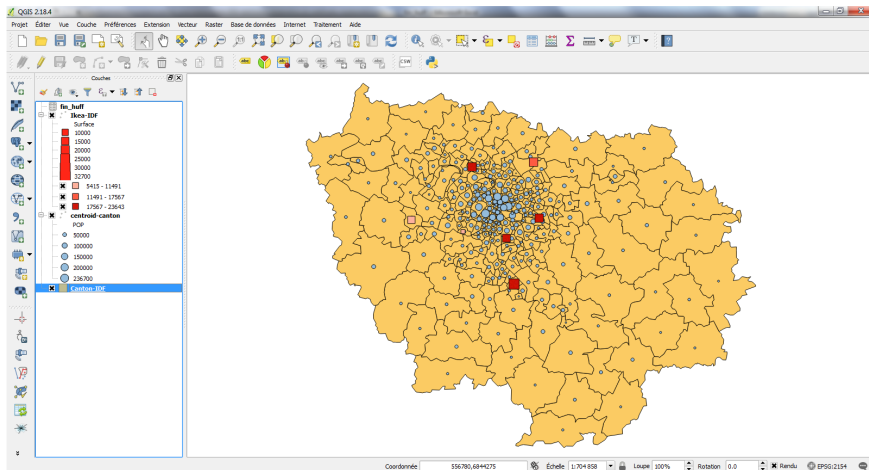 QGIS 2.18.4
Projet Éditer Vue Couche Préférences Extension Vecteur Raster Base de données Internet Traitement Aide
CSW
Couches
fin_huff
Ikea-IDF
Surface
10000
15000
20000
25000
30000
32700
5415 - 11491
11491 - 17567
17567 - 23643
centroid-canton
POP
50000
100000
150000
200000
236700
Canton-IDF
Coordonnée 556780,6844275 Échelle 1:704 858 Loupe 100% Rotation 0.0 Rendu EPSG:2154